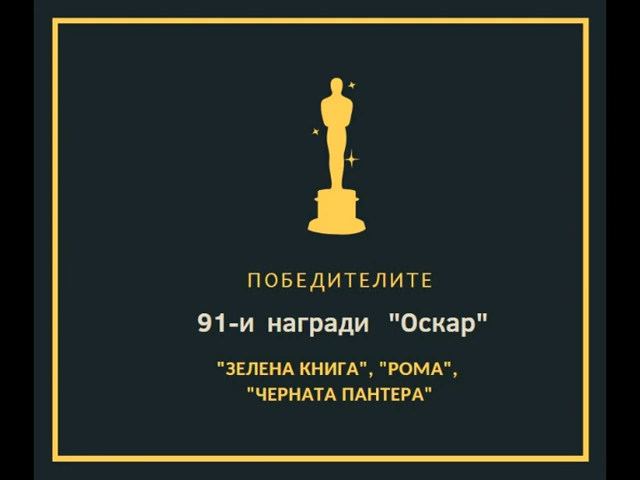 ПОБЕДИТЕЛИТЕ
91-и награди "Оскар"
"ЗЕЛЕНА КНИГА", "РОМА",
"ЧЕРНАТА ПАНТЕРА"